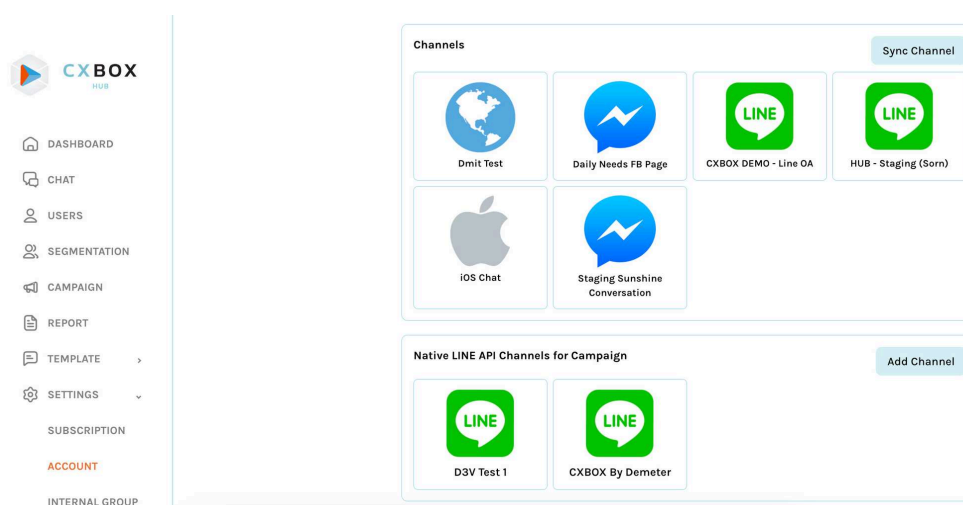 CXBOX
HUB
DASHBOARD
CHAT
USERS
SEGMENTATION
CAMPAIGN
REPORT
TEMPLATE
SETTINGS
SUBSCRIPTION
ACCOUNT
INTERNAL GROUP
Channels
Sync Channel
Dmit Test
Daily Needs FB Page
LINE
CXBOX DEMO - Line OA
LINE
HUB - Staging (Sorn)
iOS Chat
Staging Sunshine
Conversation
Native LINE API Channels for Campaign
Add Channel
LINE
D3V Test 1
LINE
CXBOX By Demeter